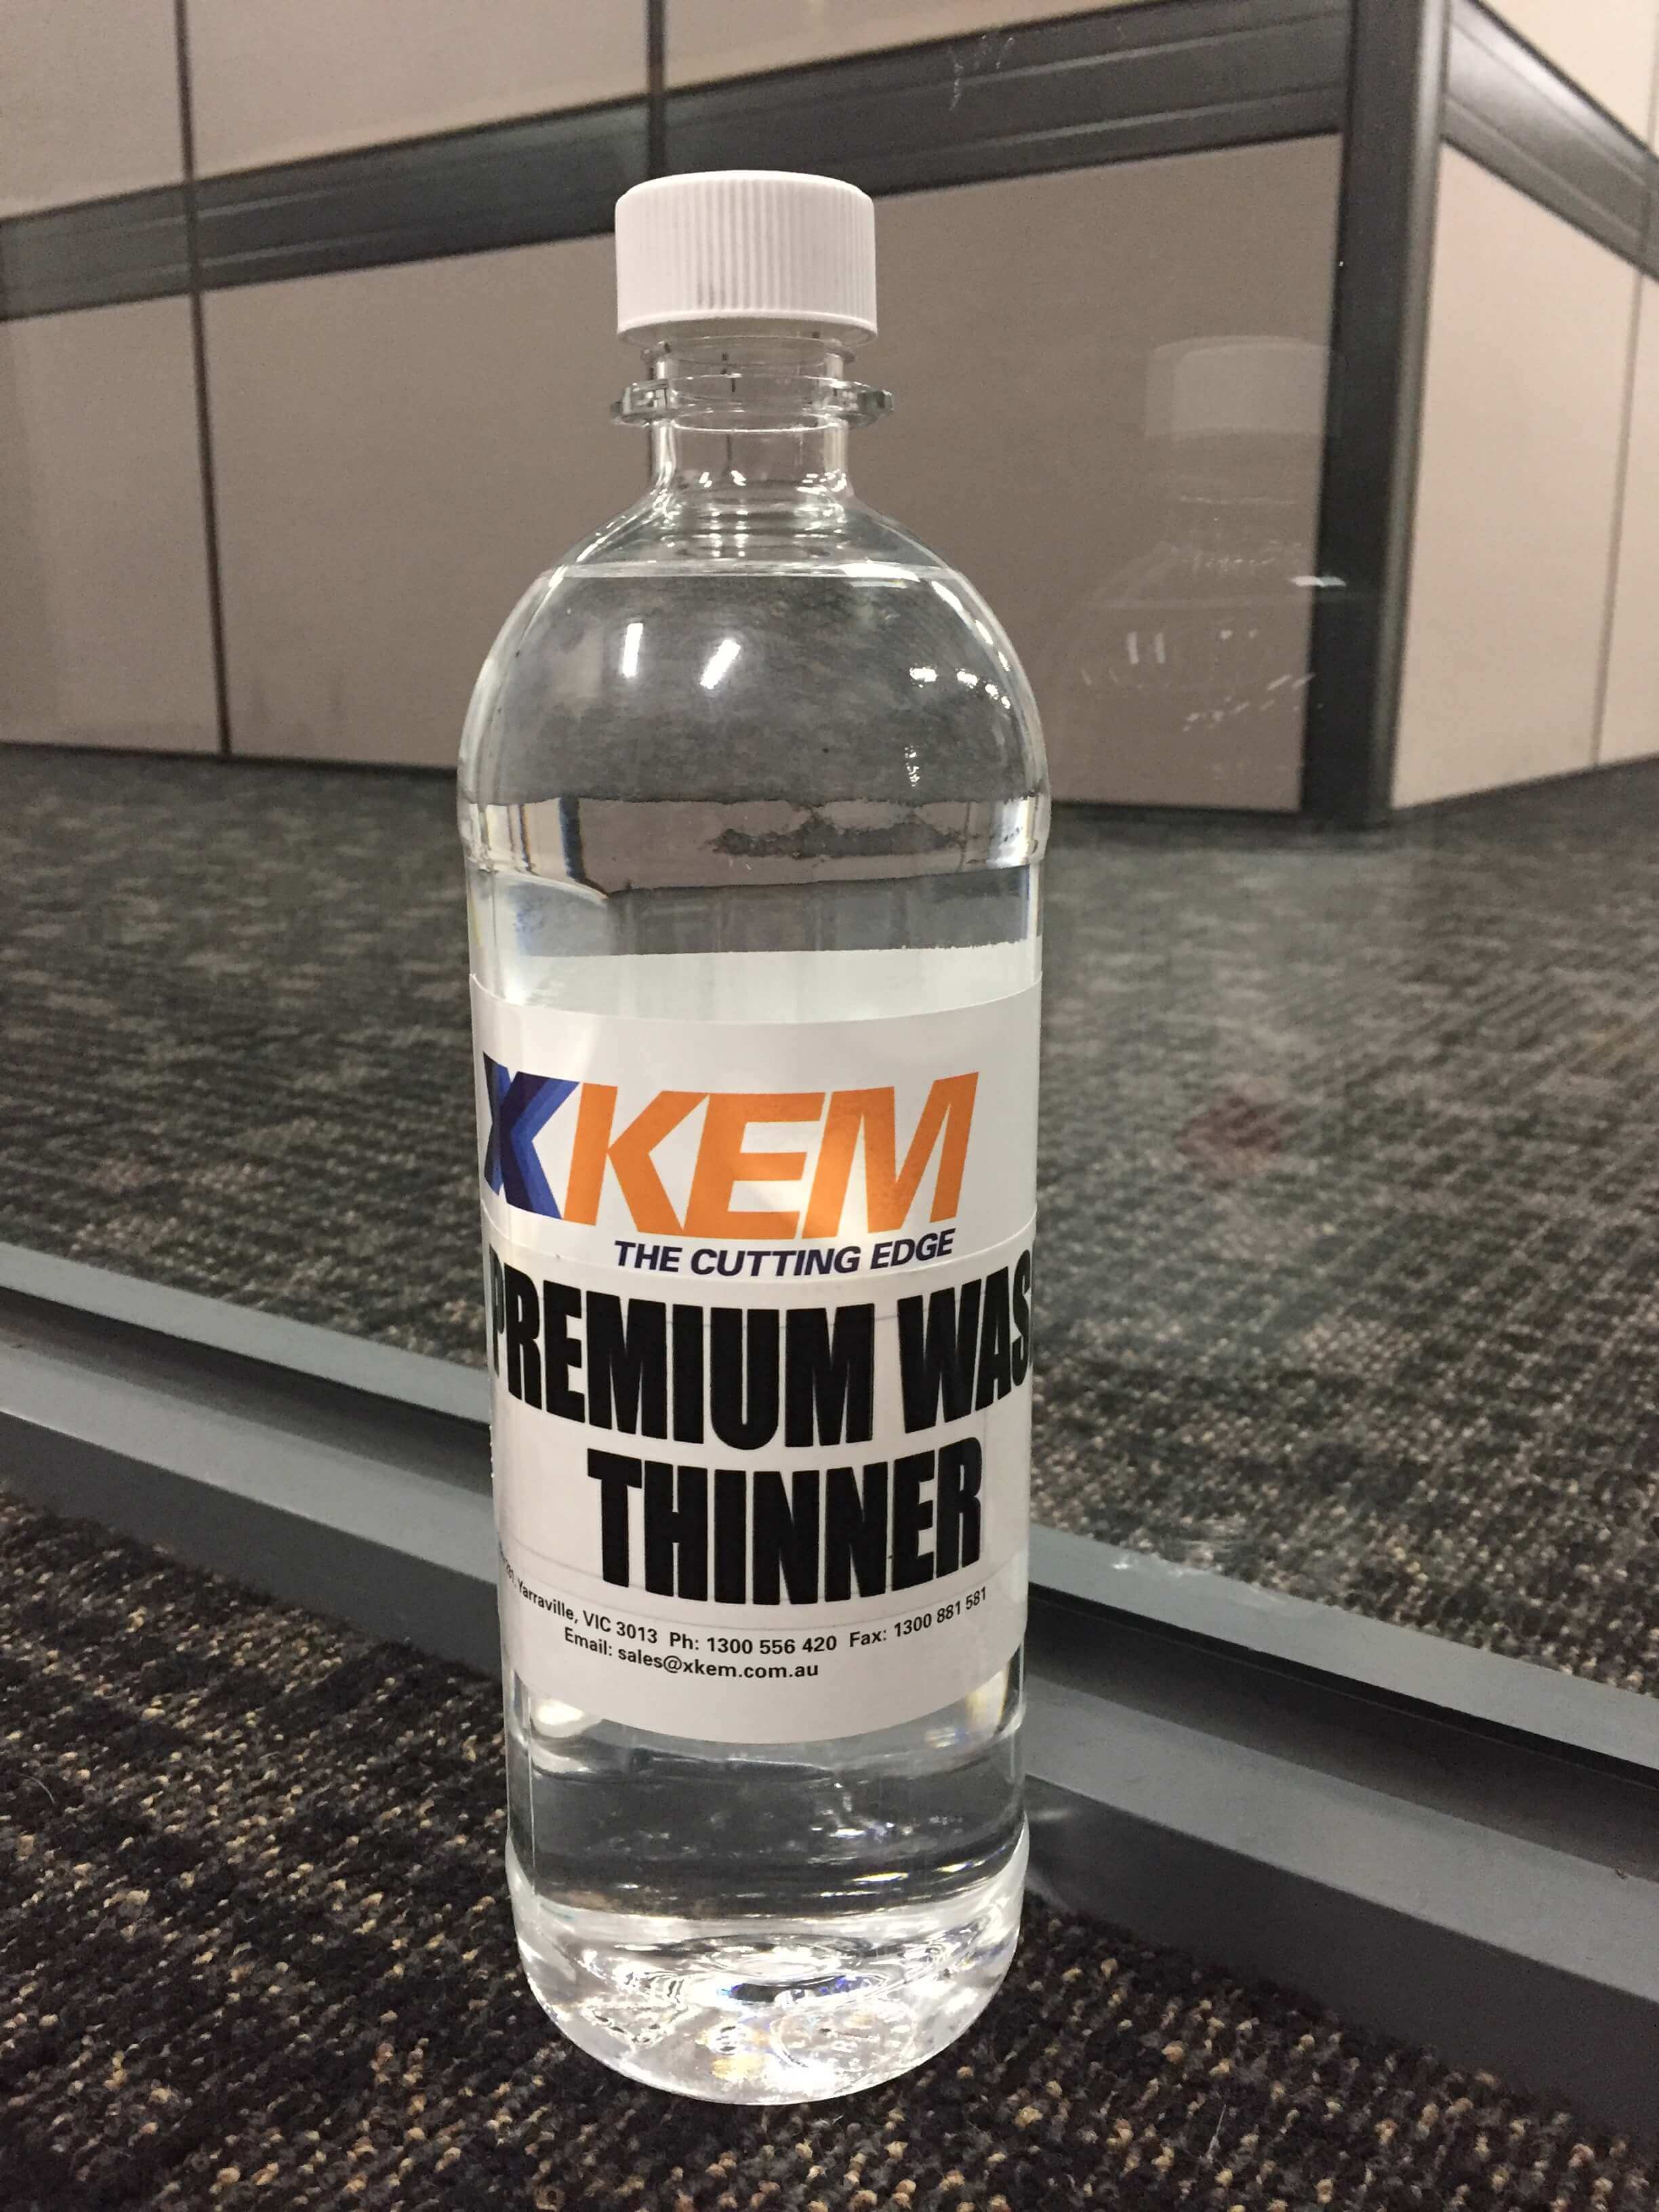 XKEM
THE CUTTING EDGE
PREMIUM WAS
THINNER
Yarraville, VIC 3013 Ph: 1300 556 420 Fax: 1300 881 581
Email: sales@xkem.com.au